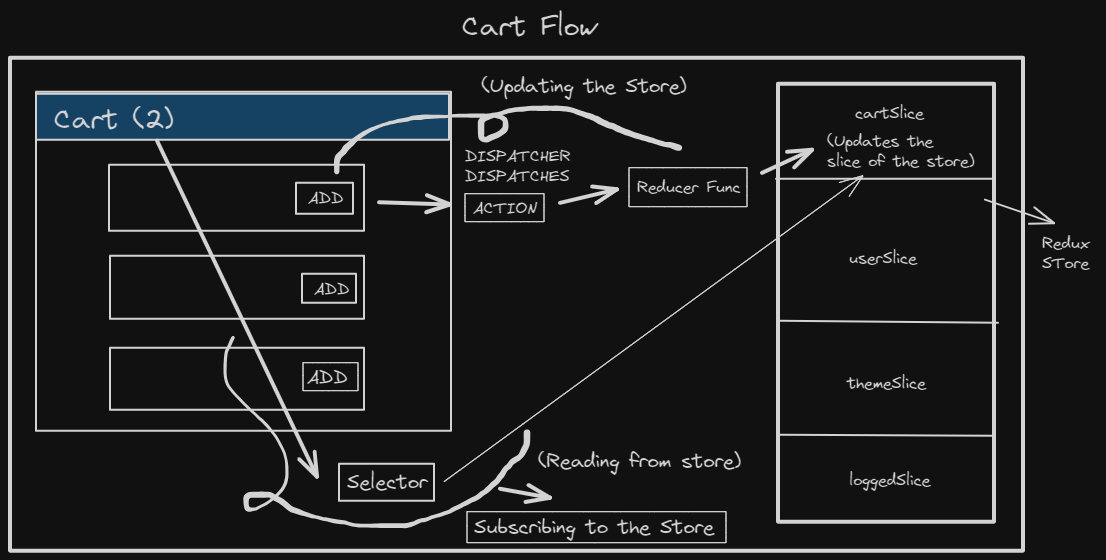 Cart Flow
(Updating the Store)
Cart (2)
cartSlice
(Updates the
slice of the store)
DISPATCHER
DISPATCHES
ADD
ACTION
Reducer Func
Redux
STore
userSlice
ADD
ADD
themeSlice
(Reading from store)
Selector
loggedSlice
Subscribing to the Store